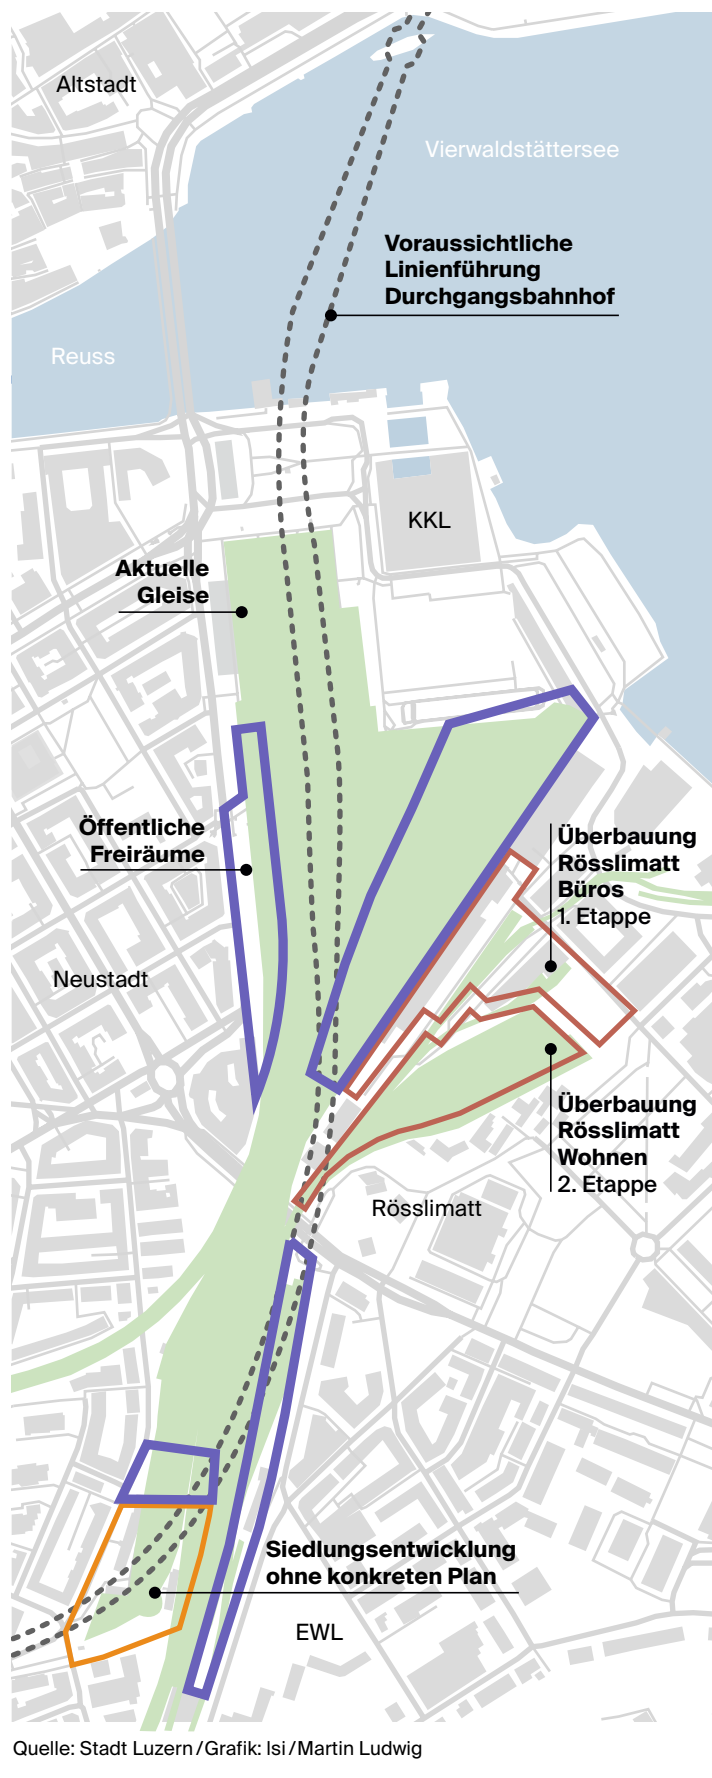 Altstadt
Vierwaldstättersee
Voraussichtliche
Linienführung
Durchgangsbahnhof
Reuss
KKL
Aktuelle
Gleise
Öffentliche
Freiräume
Überbauung
Rösslimatt
Büros
1. Etappe
Neustadt
Überbauung
Rösslimatt
Wohnen
2. Etappe
Rösslimatt
Siedlungsentwicklung
ohne konkreten Plan
EWL
Quelle: Stadt Luzern/Grafik: lsi/Martin Ludwig